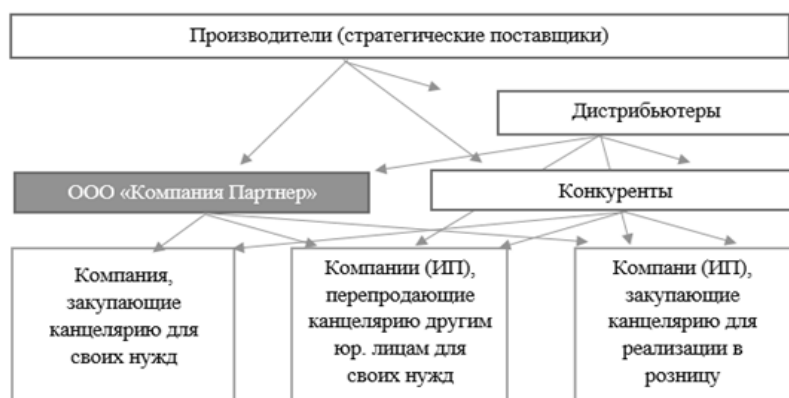 Производители (стратегические поставщики)
Дистрибьютеры
ООО «Компания Партнер»
Конкуренты
Компания,
закупающие
канцелярию для
своих нужд
Компании (ИП),
перепродающие
канцелярию другим
юр. лицам для
своих нужд
Компани (ИП),
закупающие
канцелярию для
реализации в
розницу